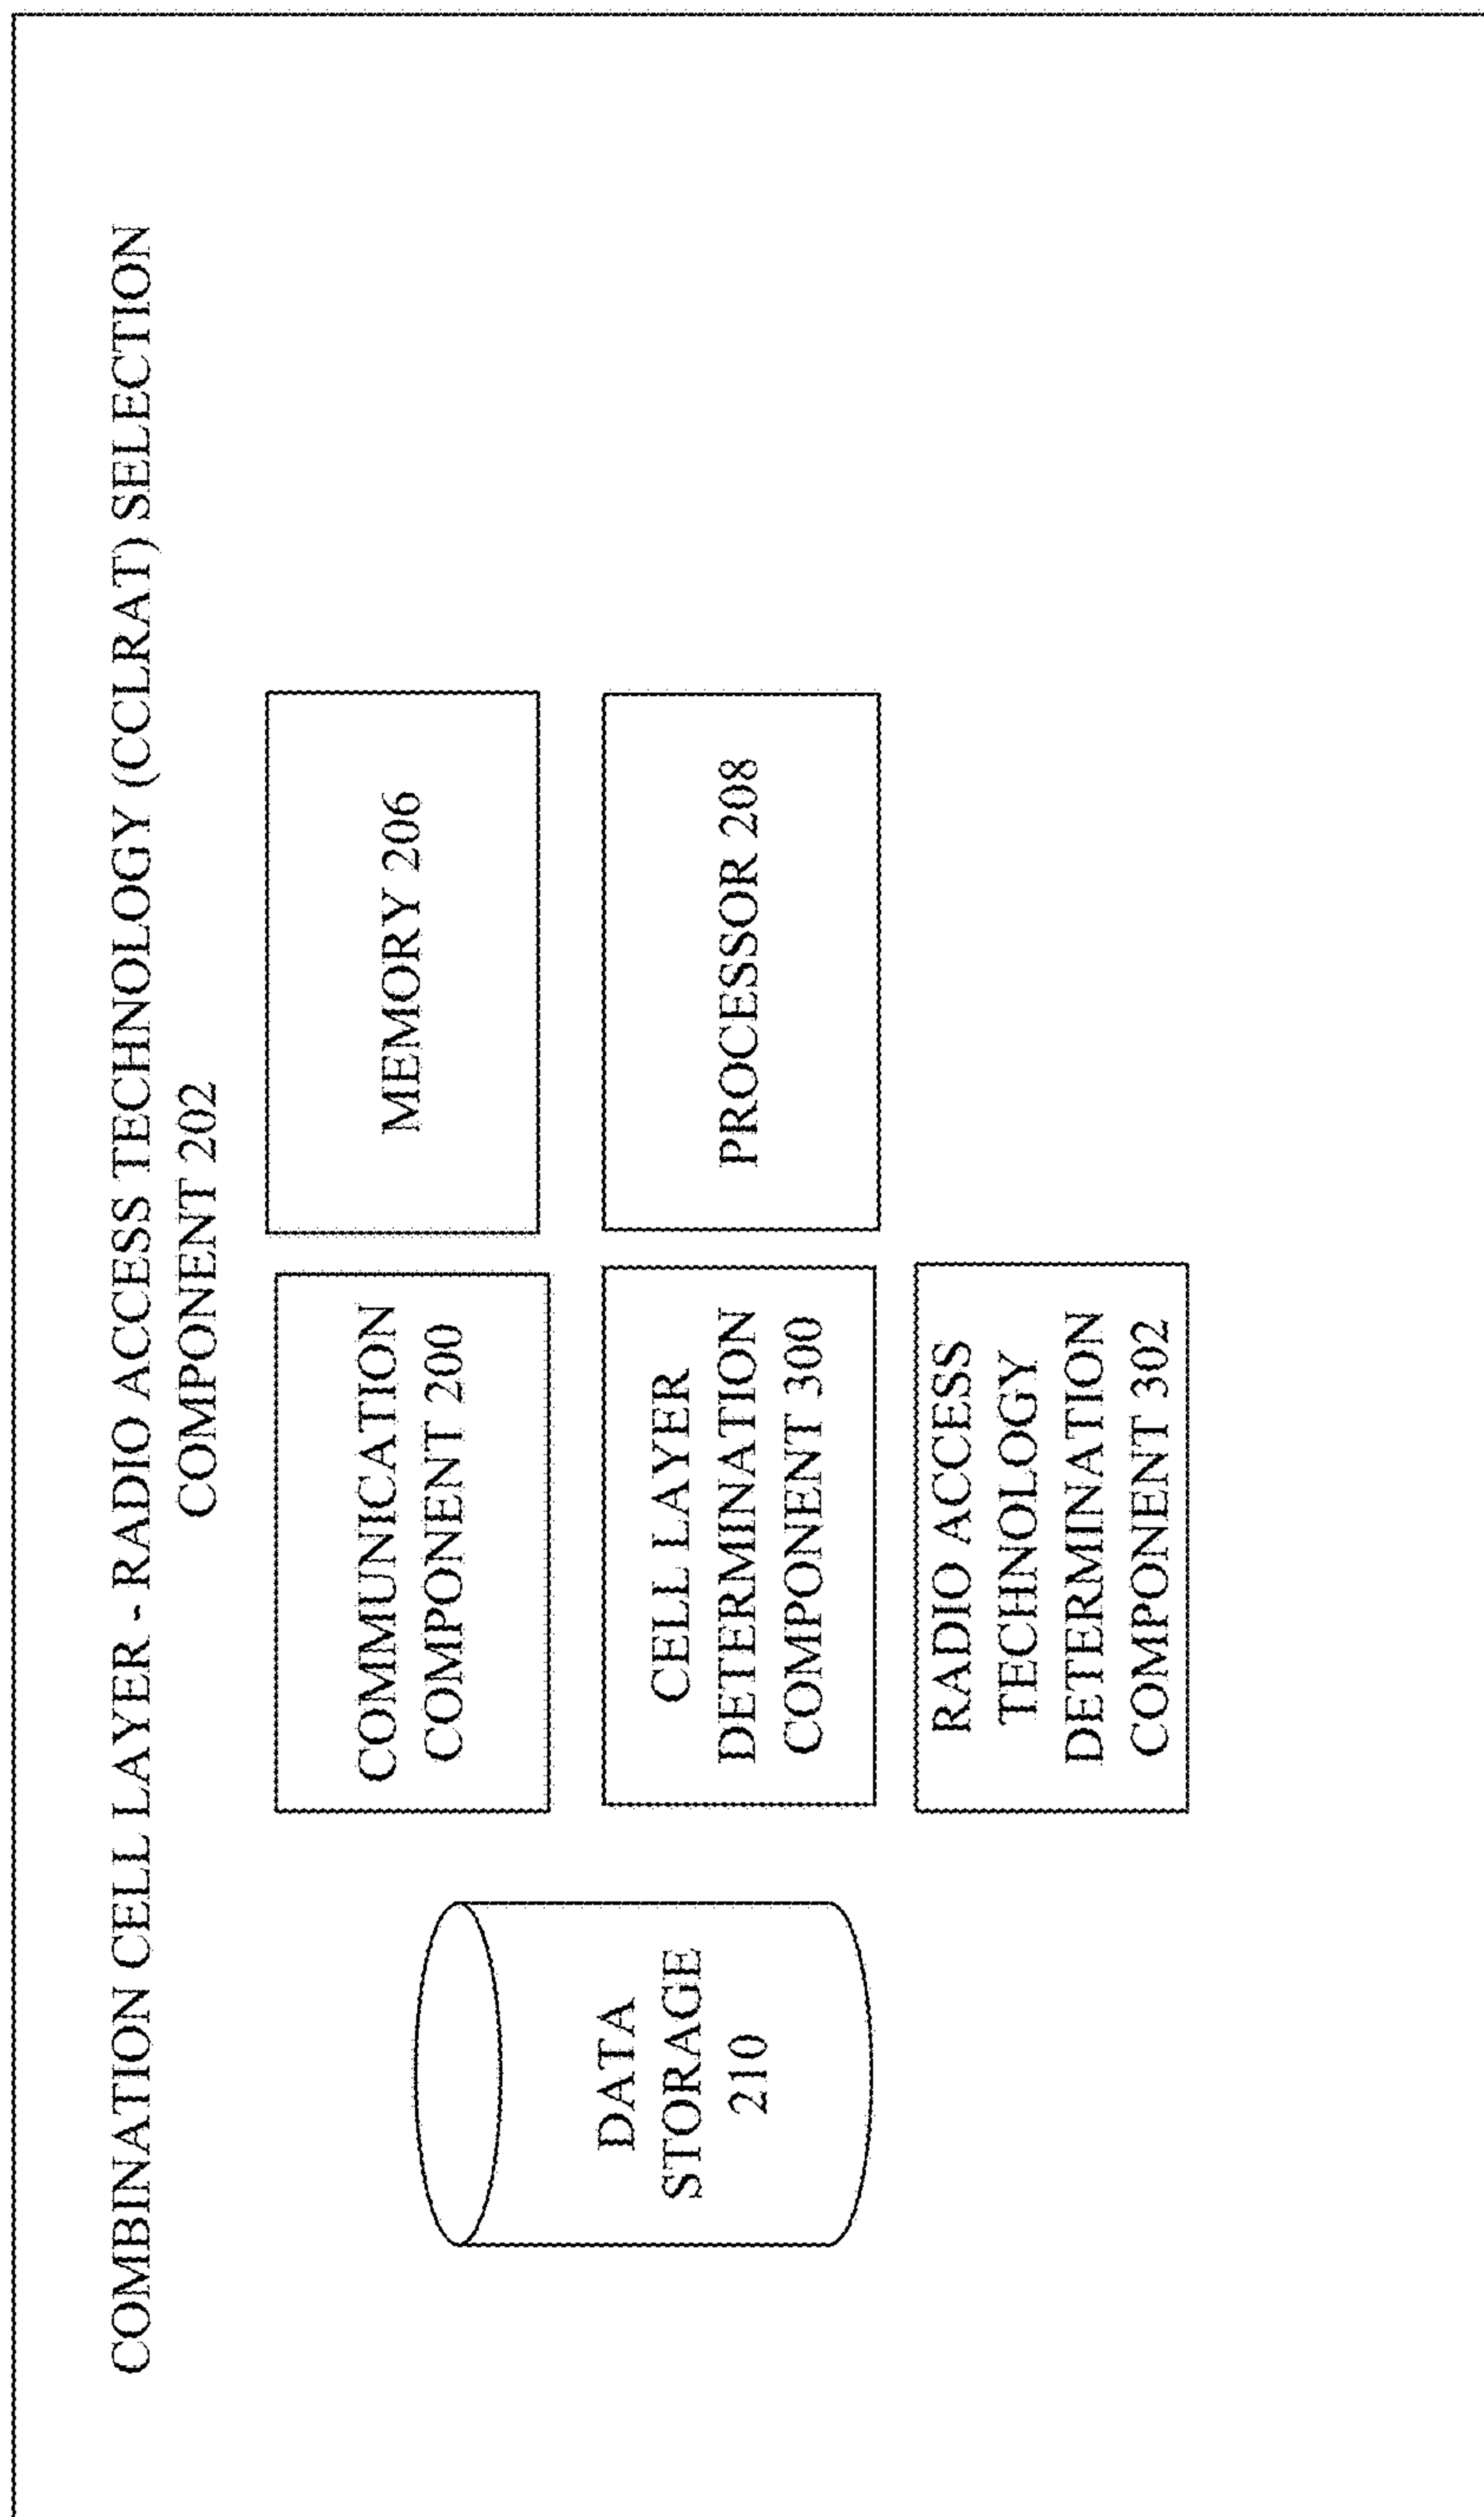 COMBINATION CELL LAYER - RADIO ACCESS TECHNOLOGY (CCLRAT) SELECTION
COMPONENT 202
DATA
STORAGE
210
COMMUNICATION
COMPONENT 200
MEMORY 206
CELL LAYER
DETERMINATION
COMPONENT 300
PROCESSOR 208
RADIO ACCESS
TECHNOLOGY
DETERMINATION
COMPONENT 302